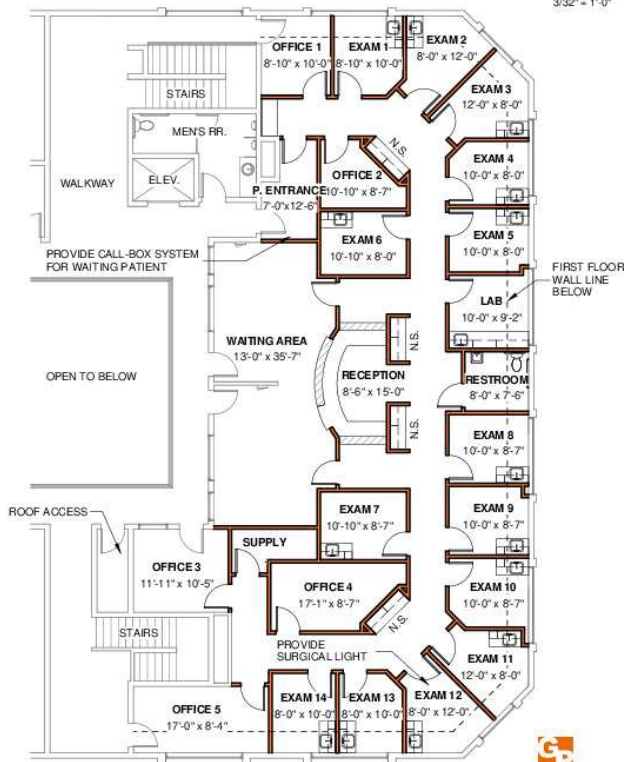 3/32" = 1'-0"
OFFICE 1
8'-10" x 10'-0"
EXAM 1
8'-10" x 10'-0"
EXAM 2
8'-0" x 12'-0"
EXAM 3
12'-0" x 8'-0"
STAIRS
MEN'S RR.
N.S.
EXAM 4
10'-0" x 8'-0"
WALKWAY
ELEV.
OFFICE 2
10'-10" x 8'-7"
P. ENTRANCE
7'-0"x12'-6"
EXAM 5
10'-0" x 8'-0"
EXAM 6
10'-10" x 8'-0"
PROVIDE CALL-BOX SYSTEM
FOR WAITING PATIENT
FIRST FLOOR
WALL LINE
BELOW
LAB
10'-0" x 9'-2"
WAITING AREA
13'-0" x 35'-7"
N.S.
OPEN TO BELOW
RECEPTION
8'-6" x 15'-0"
RESTROOM
8'-0" x 7'-6"
N.S.
EXAM 8
10'-0" x 8'-7"
ROOF ACCESS
EXAM 7
10'-10" x 8'-7"
EXAM 9
10'-0" x 8'-7"
SUPPLY
OFFICE 3
11'-11" x 10'-5"
OFFICE 4
17'-1" x 8'-7"
EXAM 10
10'-0" x 8'-7"
N.S.
STAIRS
PROVIDE
SURGICAL LIGHT
EXAM 11
12'-0" x 8'-0"
OFFICE 5
17'-0" x 8'-4"
EXAM 14
8'-0" x 10'-0"
EXAM 13
8'-0" x 10'-0"
EXAM 12
8'-0" x 12'-0"